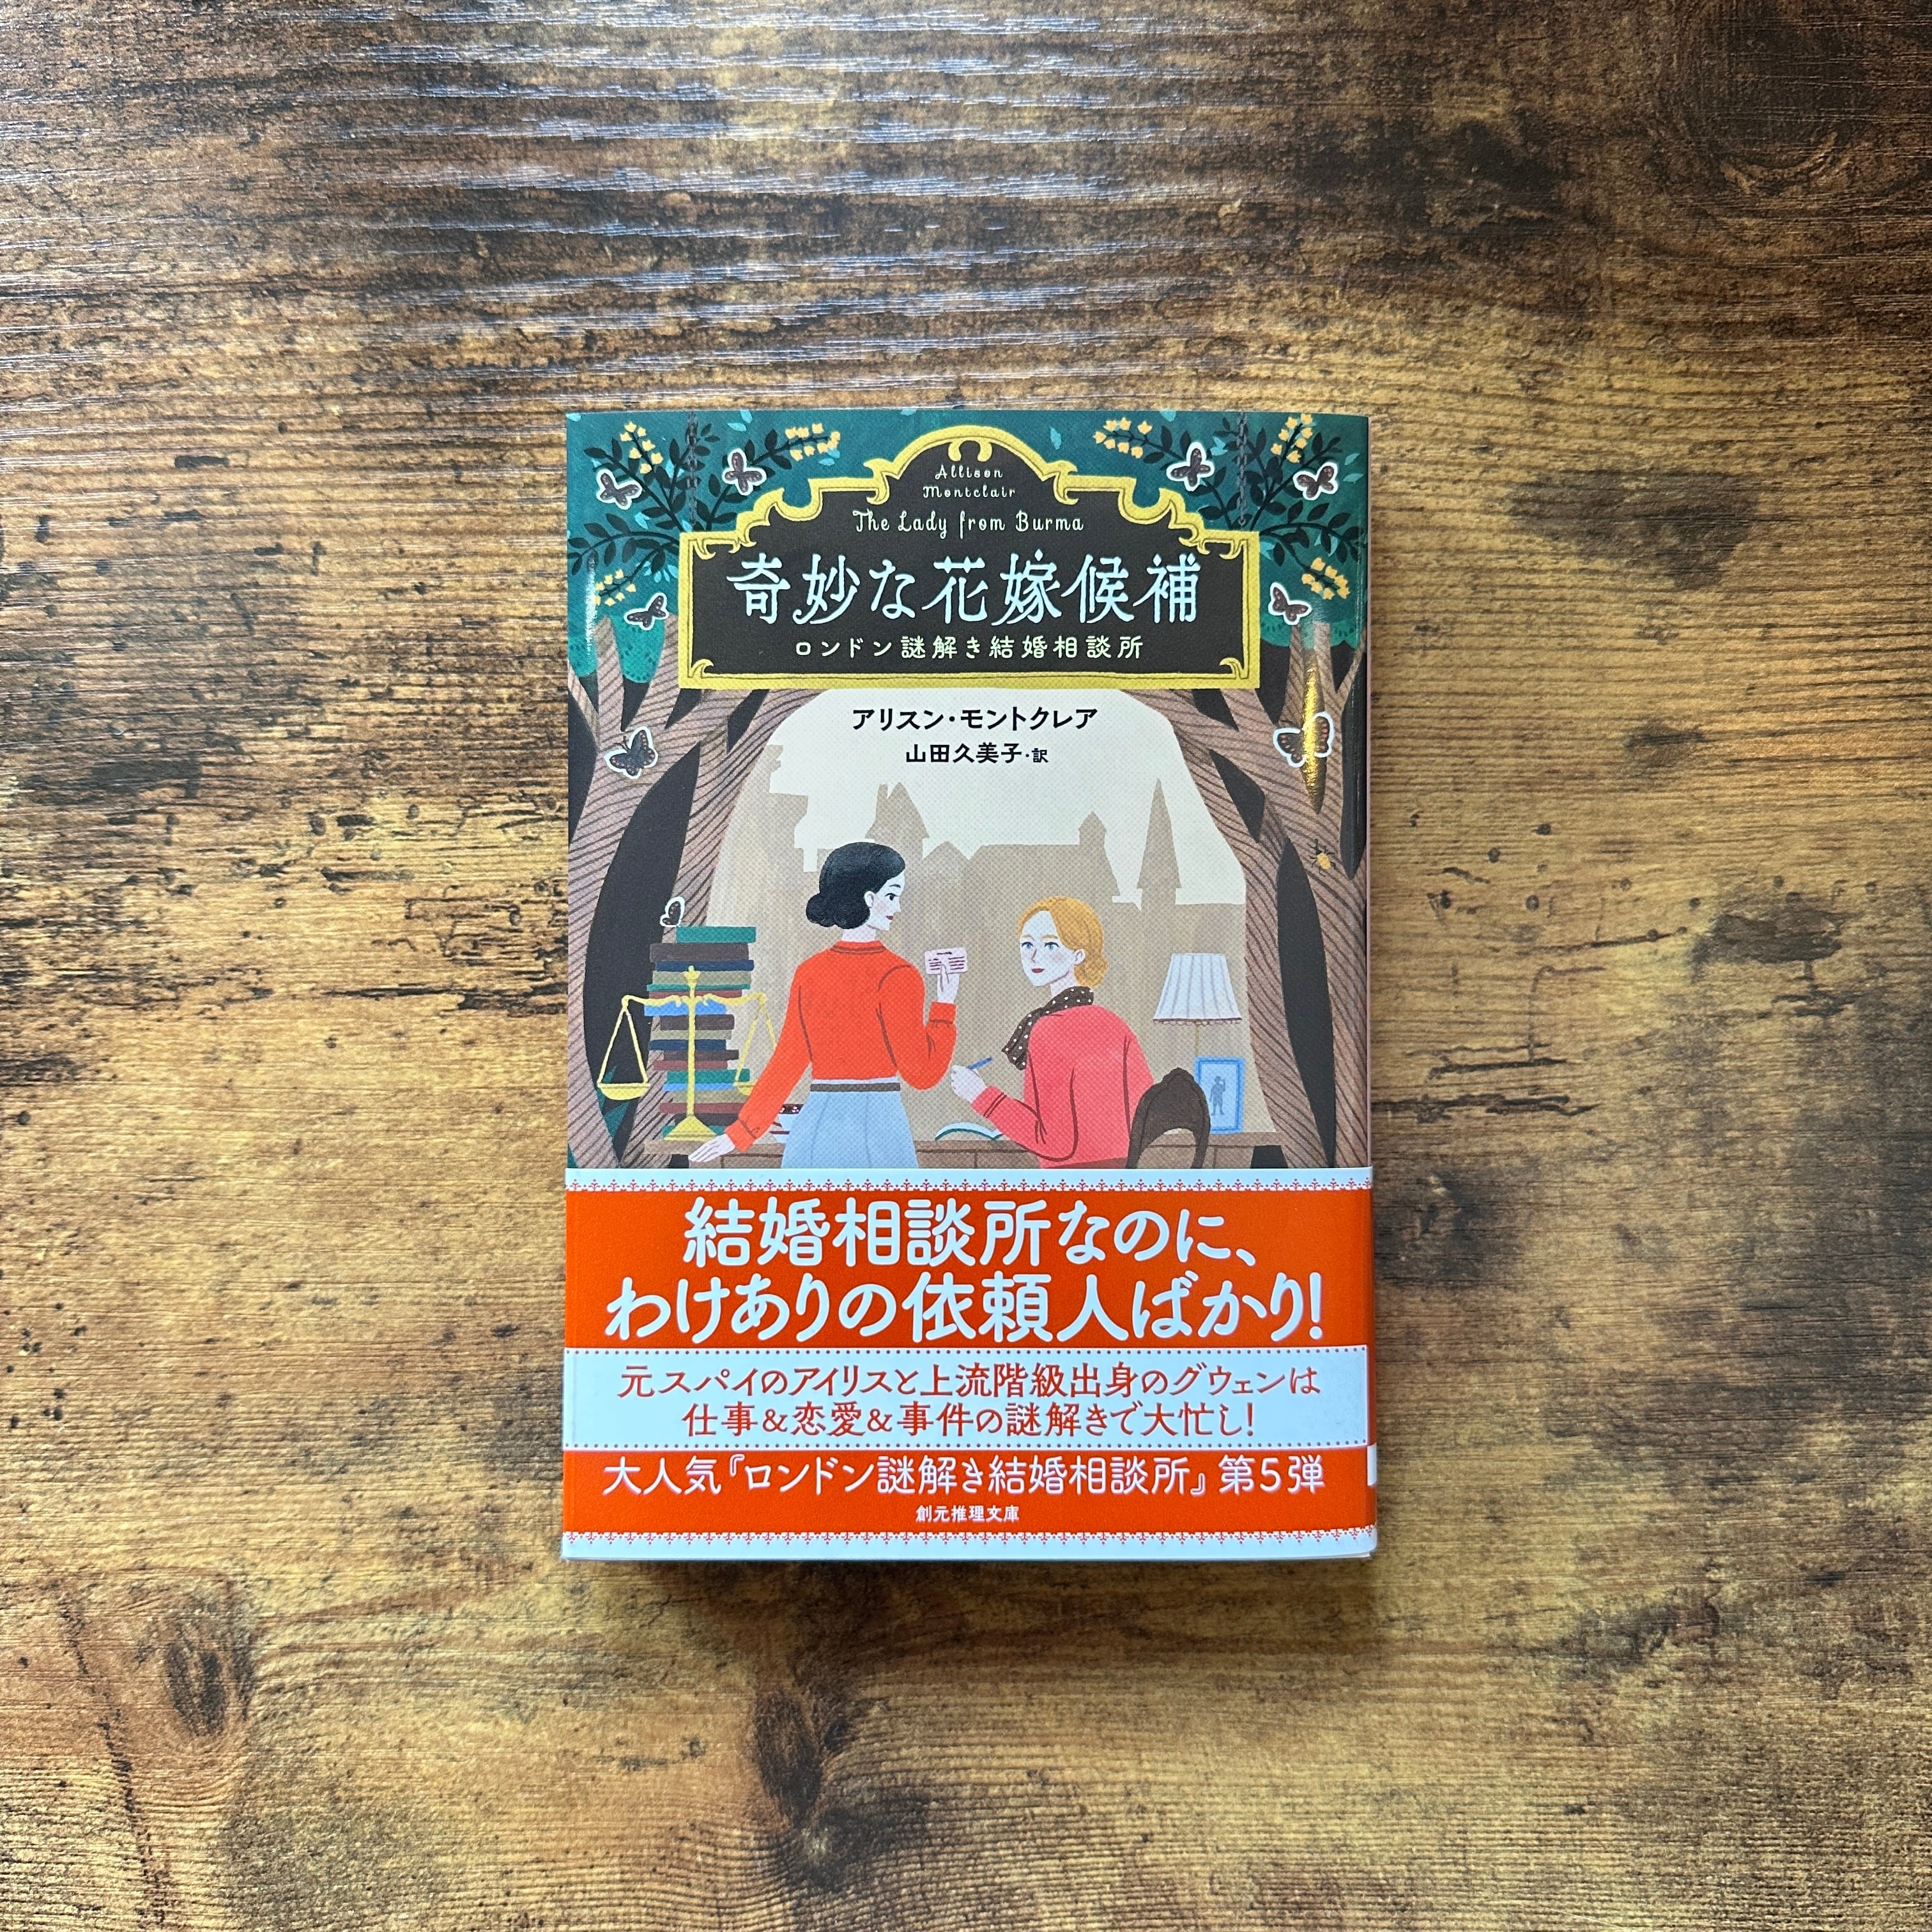 Allison
Montclair
The Lady from Burma
奇妙な花嫁候補
ロンドン謎解き結婚相談所
アリスン・モントクレア
山田久美子・訳
結婚相談所なのに、
わけありの依頼人ばかり!
元スパイのアイリスと上流階級出身のグウェンは
仕事&恋愛&事件の謎解きで大忙し!
大人気『ロンドン謎解き結婚相談所』第5弾
創元推理文庫